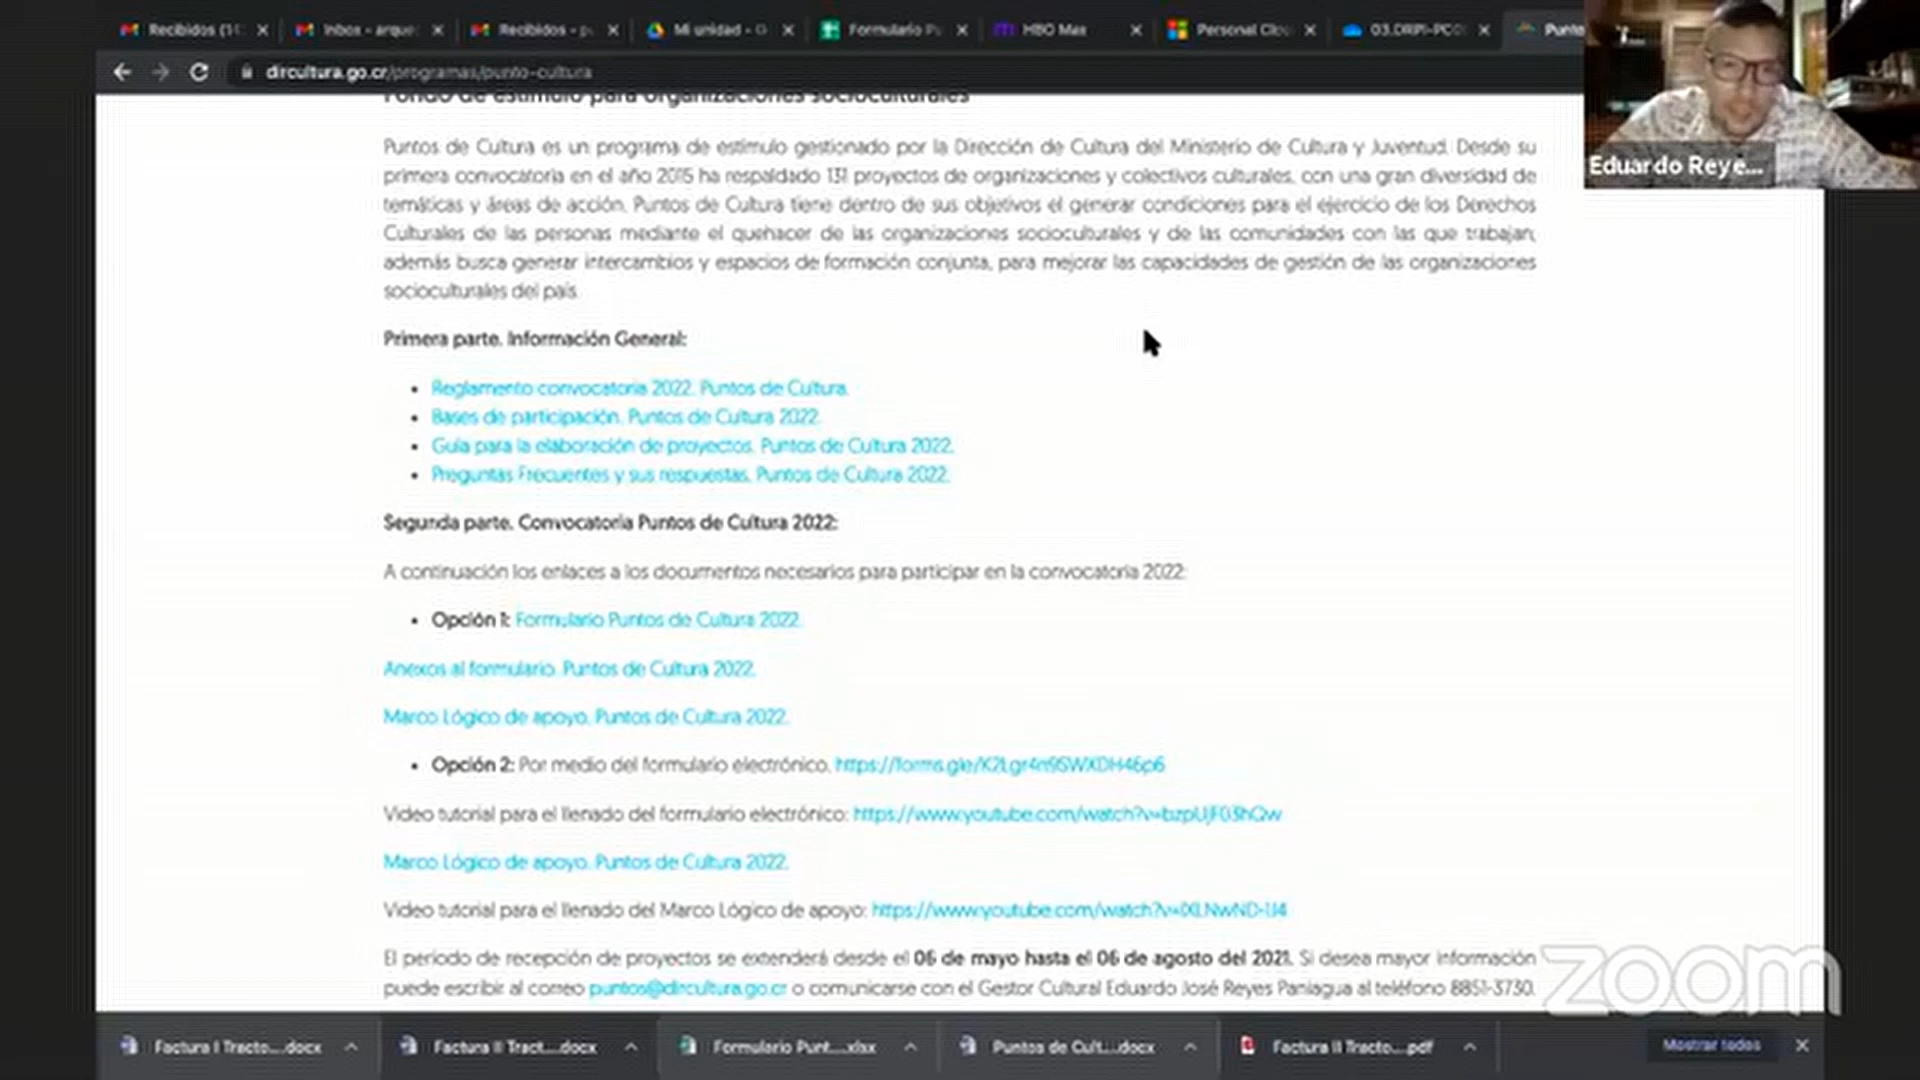 Recibidos (1
Inbox - arque
Recibidos - p
Mi unidad - G
Formulario Pu
HBO Max
Personal Clou
03.DRPI-PC0
Punto
dircultura.go.cr/programas/punto-cultura
Fondo de estímulo para organizaciones socioculturales
Eduardo Reye...
Puntos de Cultura es un programa de estímulo gestionado por la Dirección de Cultura del Ministerio de Cultura y Juventud. Desde su
primera convocatoria en el año 2015 ha respaldado 131 proyectos de organizaciones y colectivos culturales, con una gran diversidad de
temáticas y áreas de acción. Puntos de Cultura tiene dentro de sus objetivos el generar condiciones para el ejercicio de los Derechos
Culturales de las personas mediante el quehacer de las organizaciones socioculturales y de las comunidades con las que trabajan;
además busca generar intercambios y espacios de formación conjunta, para mejorar las capacidades de gestión de las organizaciones
socioculturales del país.
Primera parte. Información General:
• Reglamento convocatoria 2022. Puntos de Cultura.
• Bases de participación. Puntos de Cultura 2022.
• Guía para la elaboración de proyectos. Puntos de Cultura 2022.
• Preguntas Frecuentes y sus respuestas. Puntos de Cultura 2022.
Segunda parte. Convocatoria Puntos de Cultura 2022:
A continuación los enlaces a los documentos necesarios para participar en la convocatoria 2022:
• Opción 1: Formulario Puntos de Cultura 2022.
Anexos al formulario. Puntos de Cultura 2022.
Marco Lógico de apoyo. Puntos de Cultura 2022.
• Opción 2: Por medio del formulario electrónico.
Video tutorial para el llenado del formulario electrónico:
Marco Lógico de apoyo. Puntos de Cultura 2022.
Video tutorial para el llenado del Marco Lógico de apoyo:
El período de recepción de proyectos se extenderá desde el 06 de mayo hasta el 06 de agosto del 2021. Si desea mayor información
puede escribir al correo puntos@dircultura.go.cr o comunicarse con el Gestor Cultural Eduardo José Reyes Paniagua al teléfono 8851-3730.
zoom
Factura I Tracto....docx
Factura II Tract....docx
Formulario Punt....xlsx
Puntos de Cult....docx
Factura II Tracto....pdf
Mostrar todos